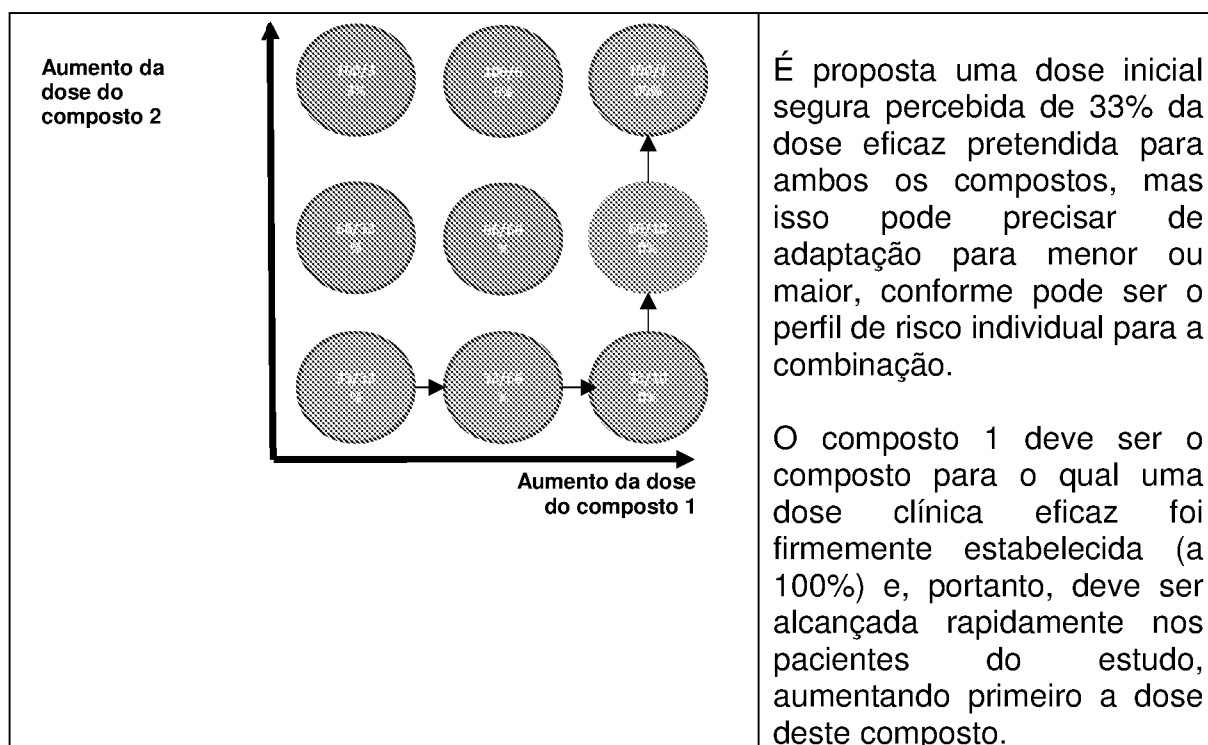 Aumento da
dose do
composto 2
Aumento da dose
do composto 1
É proposta uma dose inicial
segura percebida de 33% da
dose eficaz pretendida para
ambos os compostos, mas
isso pode precisar de
adaptação para menor ou
maior, conforme pode ser o
perfil de risco individual para a
combinação.
O composto 1 deve ser o
composto para o qual uma
dose clínica eficaz foi
firmemente estabelecida (a
100%) e, portanto, deve ser
alcançada rapidamente nos
pacientes do estudo,
aumentando primeiro a dose
deste composto.